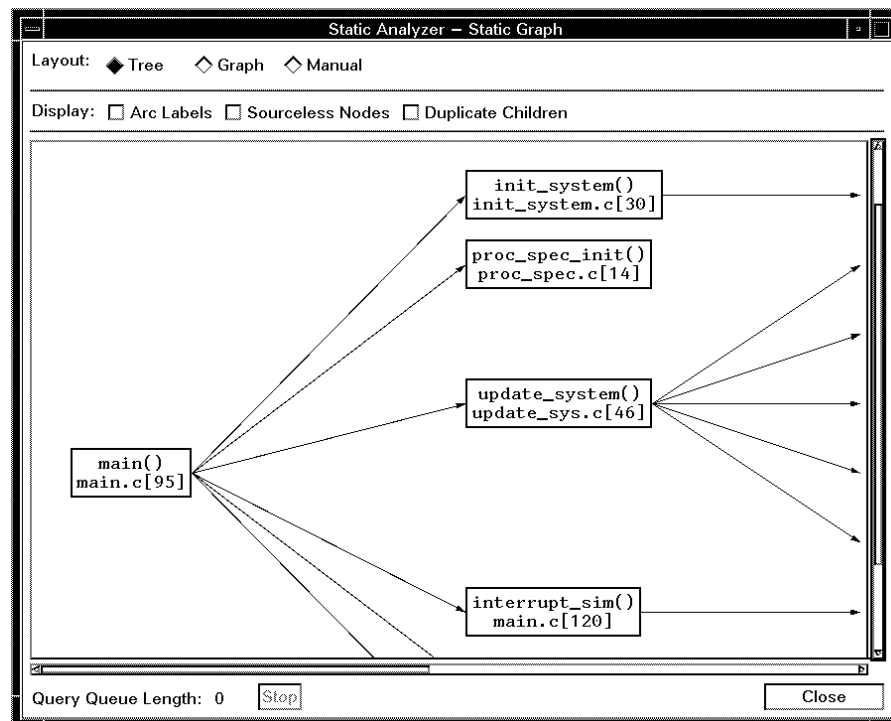 Static Analyzer – Static Graph
Layout: Tree Graph Manual
Display: Arc Labels Sourceless Nodes Duplicate Children
init_system()
init_system.c[30]
proc_spec_init()
proc_spec.c[14]
update_system()
update_sys.c[46]
main()
main.c[95]
interrupt_sim()
main.c[120]
Query Queue Length: 0 Stop Close